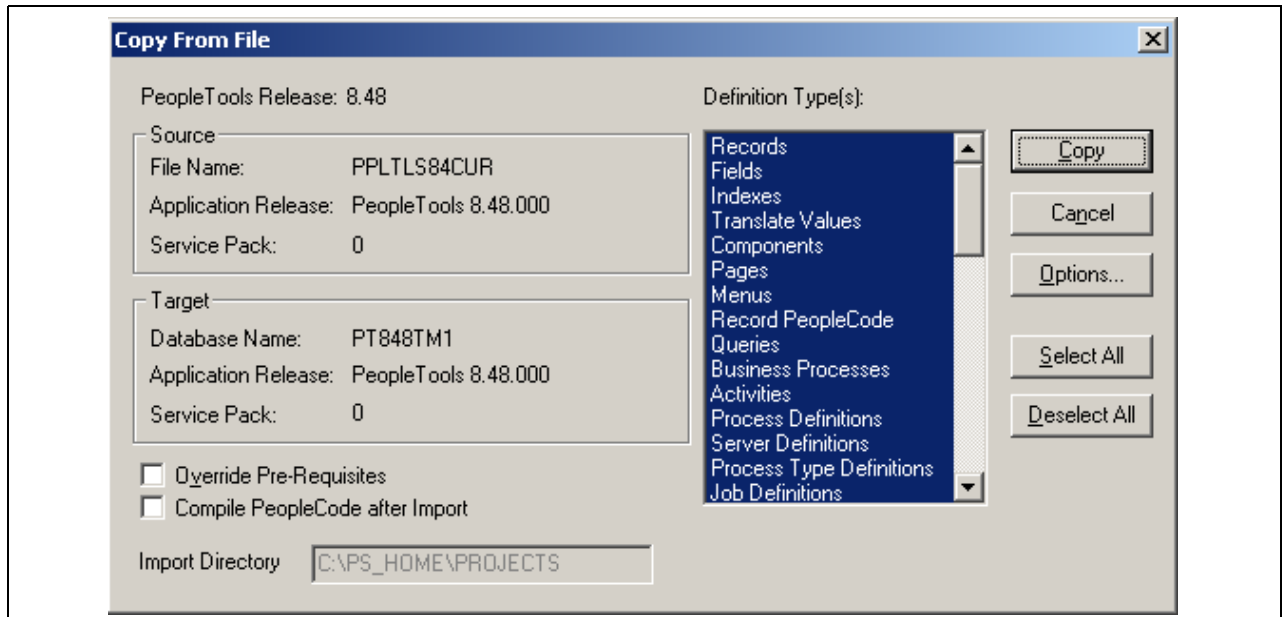 Copy From File
PeopleTools Release: 8.48
Source
File Name: PPLTLS84CUR
Application Release: PeopleTools 8.48.000
Service Pack: 0
Target
Database Name: PT848TM1
Application Release: PeopleTools 8.48.000
Service Pack: 0
Override Pre-Requisites
Compile PeopleCode after Import
Import Directory C:\PS_HOME\PROJECTS
Definition Type(s):
Records
Fields
Indexes
Translate Values
Components
Pages
Menus
Record PeopleCode
Queries
Business Processes
Activities
Process Definitions
Server Definitions
Process Type Definitions
Job Definitions
Copy
Cancel
Options...
Select All
Deselect All